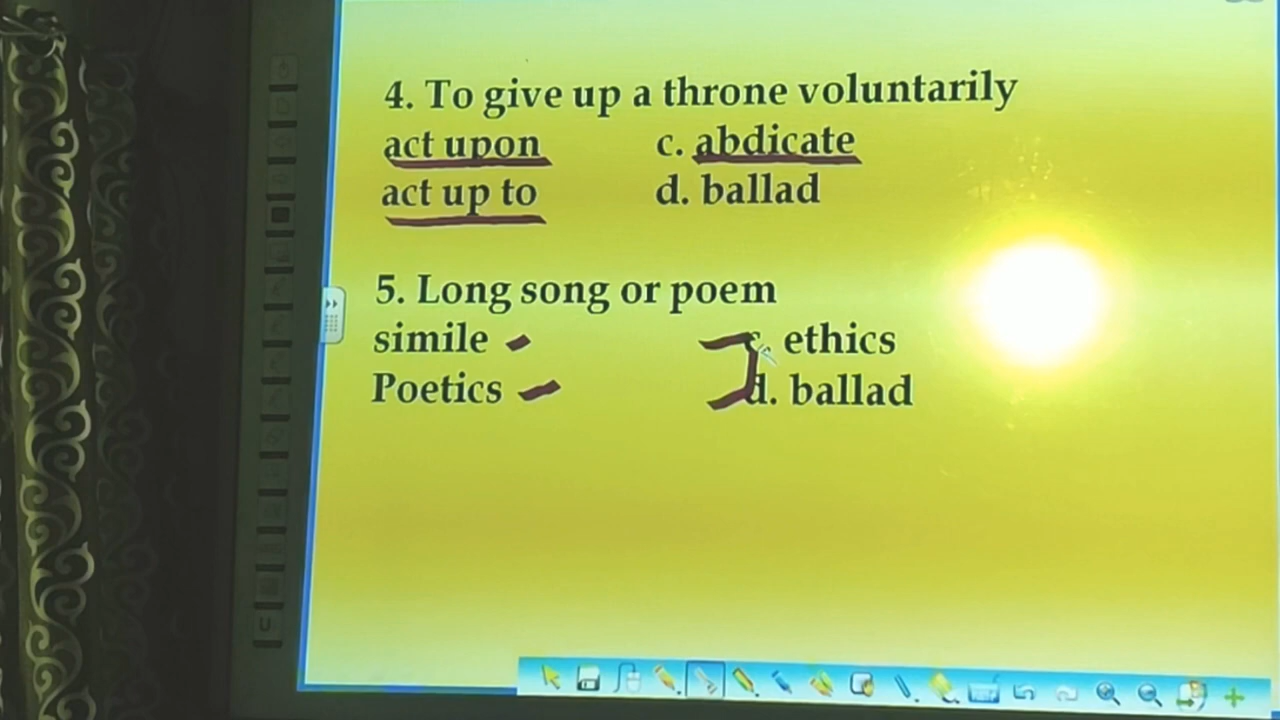 4. To give up a throne voluntarily
act upon c. abdicate
act up to d. ballad
5. Long song or poem
simile c. ethics
Poetics d. ballad